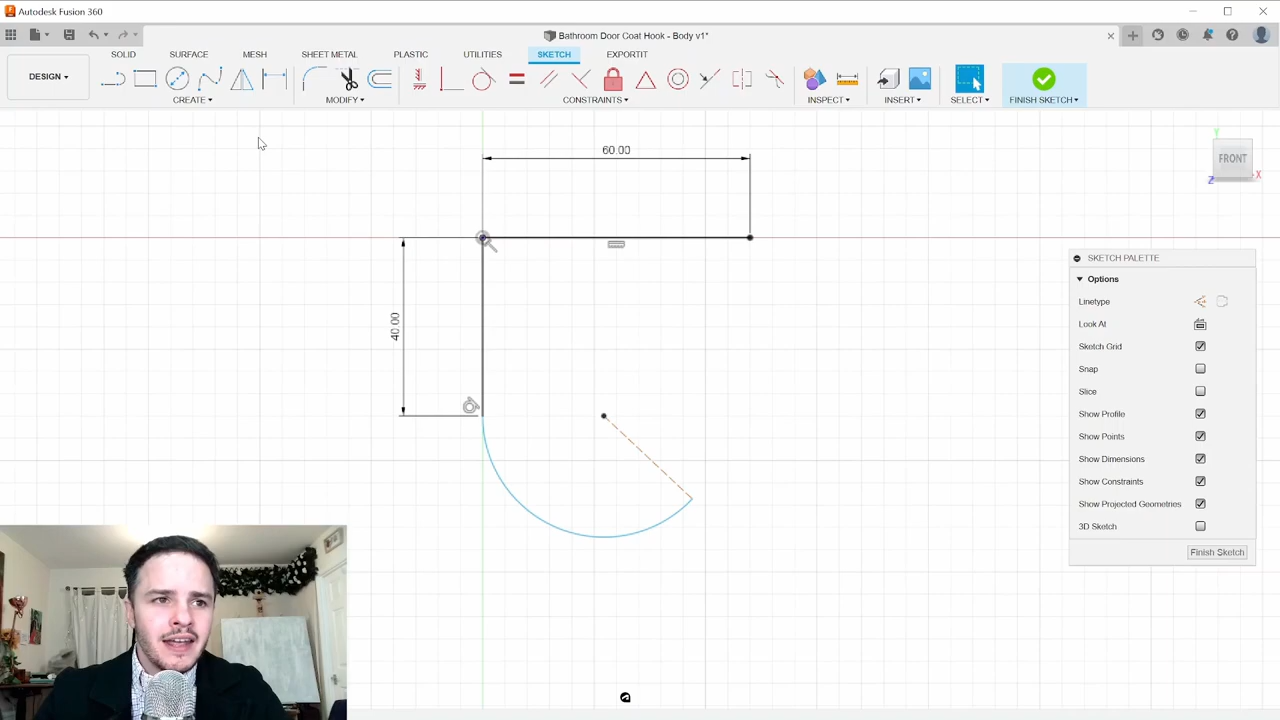 Autodesk Fusion 360
Bathroom Door Coat Hook - Body v1*
DESIGN
SOLID SURFACE MESH SHEET METAL PLASTIC UTILITIES SKETCH EXPORTIT
CREATE MODIFY CONSTRAINTS INSPECT INSERT SELECT FINISH SKETCH
60.00
40.00
FRONT
Y
X
Z
SKETCH PALETTE
Options
Linetype
Look At
Sketch Grid
Snap
Slice
Show Profile
Show Points
Show Dimensions
Show Constraints
Show Projected Geometries
3D Sketch
Finish Sketch